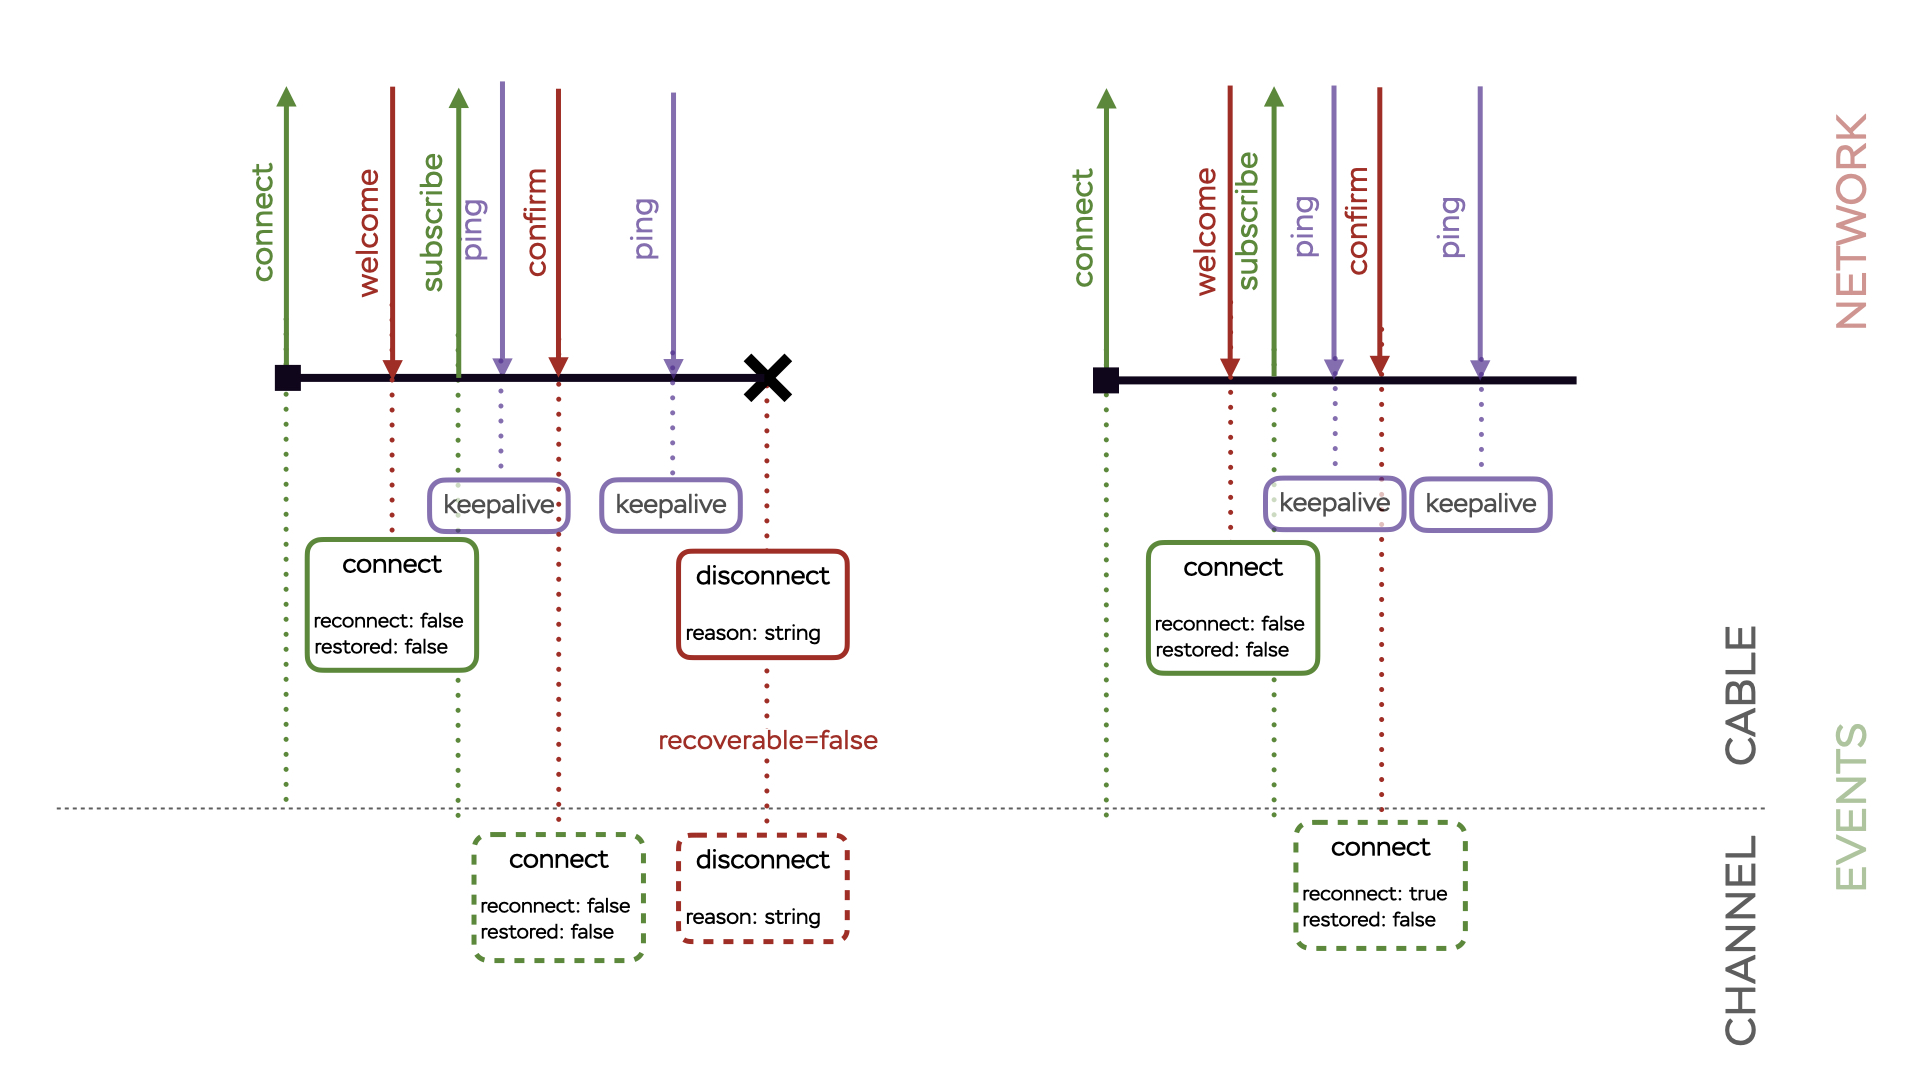 connect
welcome
subscribe
ping
confirm
ping
connect
welcome
subscribe
ping
confirm
ping
NETWORK
keepalive
keepalive
keepalive
keepalive
connect
reconnect: false
restored: false
disconnect
reason: string
recoverable=false
connect
reconnect: false
restored: false
CABLE
EVENTS
connect
reconnect: false
restored: false
disconnect
reason: string
connect
reconnect: true
restored: false
CHANNEL